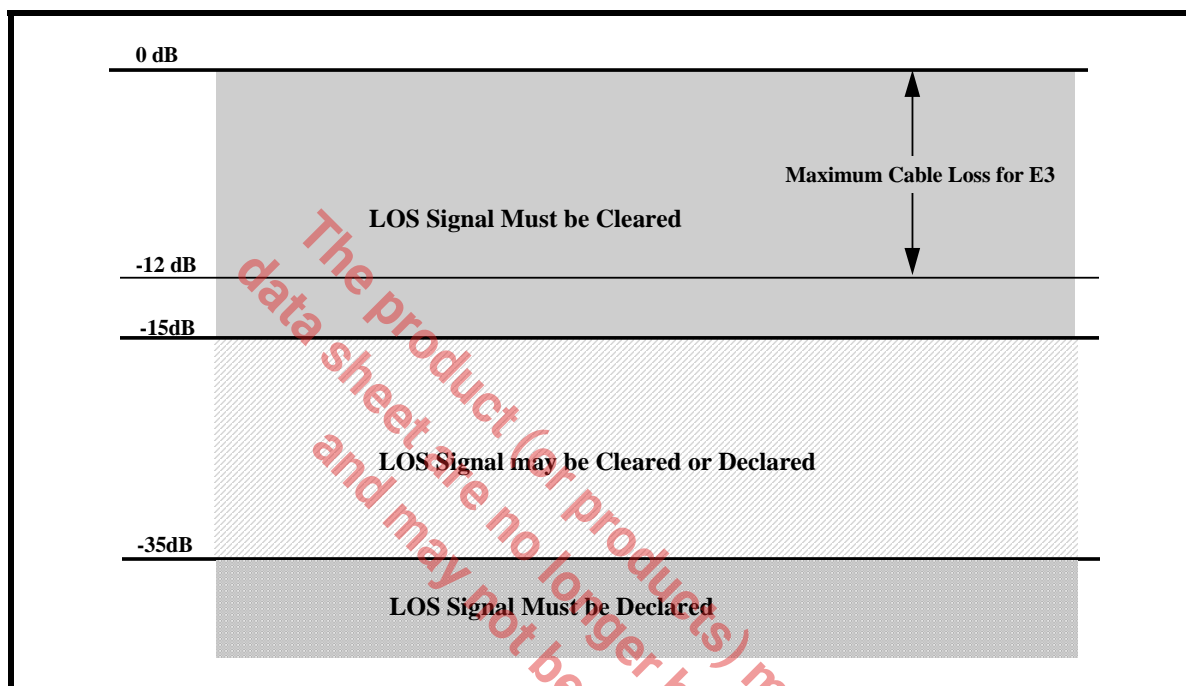 0 dB
Maximum Cable Loss for E3
LOS Signal Must be Cleared
-12 dB
-15dB
LOS Signal may be Cleared or Declared
-35dB
LOS Signal Must be Declared
The product (or products) m
data sheet are no longer b
and may not be